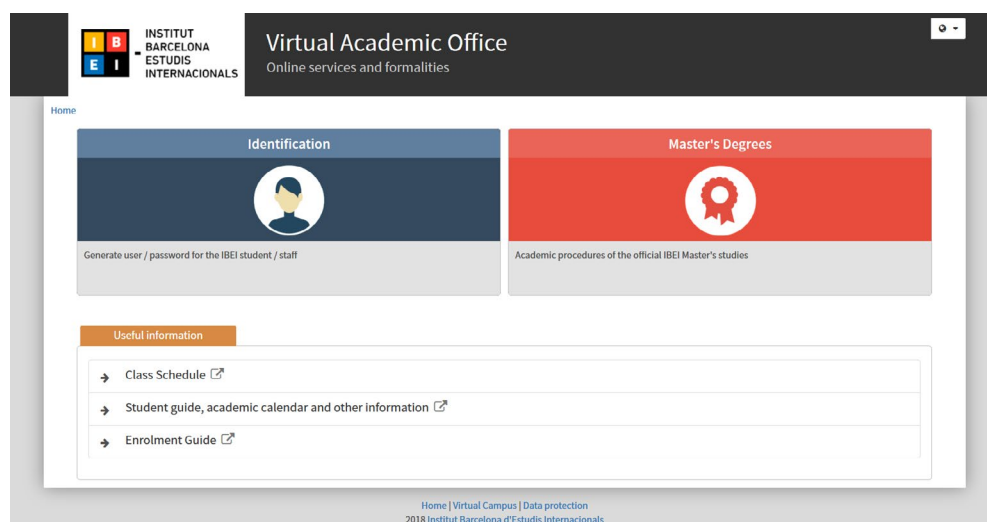 I B
E I
INSTITUT
BARCELONA
ESTUDIS
INTERNACIONALS
Virtual Academic Office
Online services and formalities
Home
Identification
Generate user / password for the IBEI student / staff
Master's Degrees
Academic procedures of the official IBEI Master's studies
Useful information
Class Schedule
Student guide, academic calendar and other information
Enrolment Guide
Home | Virtual Campus | Data protection
2018 Institut Barcelona d'Estudis Internacionals